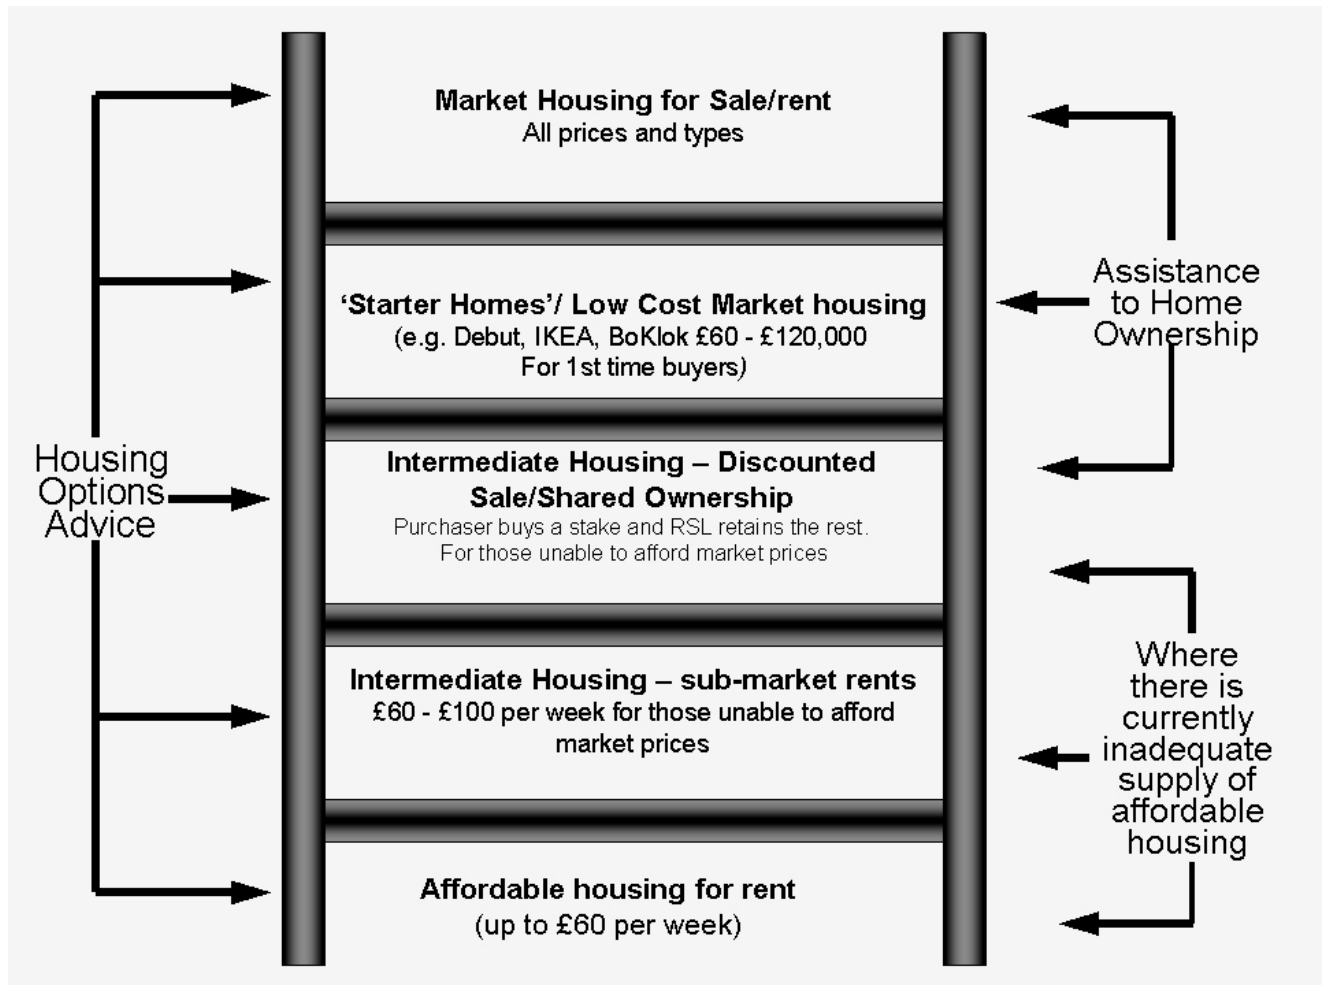 Market Housing for Sale/rent
All prices and types
‘Starter Homes’/ Low Cost Market housing
(e.g. Debut, IKEA, BoKlok £60 - £120,000
For 1st time buyers)
Intermediate Housing – Discounted
Sale/Shared Ownership
Purchaser buys a stake and RSL retains the rest.
For those unable to afford market prices
Intermediate Housing – sub-market rents
£60 - £100 per week for those unable to afford
market prices
Affordable housing for rent
(up to £60 per week)
Housing
Options
Advice
Assistance
to Home
Ownership
Where
there is
currently
inadequate
supply of
affordable
housing